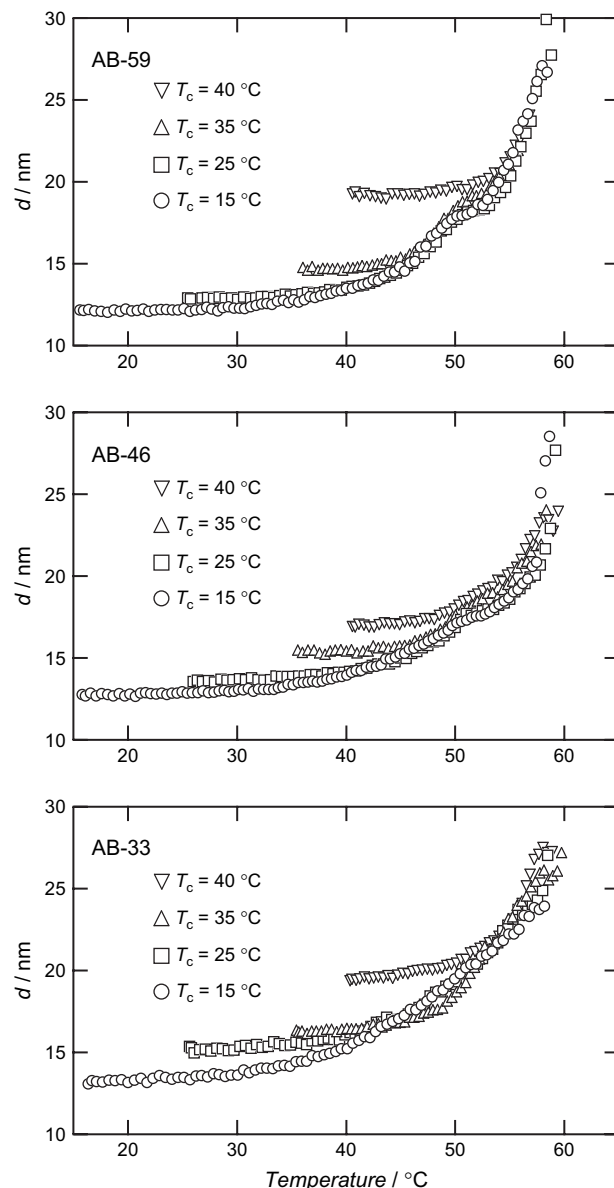 30
25
20
15
10
d / nm
AB-59
▽ Tc = 40 °C
△ Tc = 35 °C
□ Tc = 25 °C
○ Tc = 15 °C
20 30 40 50 60
30
25
20
15
10
d / nm
AB-46
▽ Tc = 40 °C
△ Tc = 35 °C
□ Tc = 25 °C
○ Tc = 15 °C
20 30 40 50 60
30
25
20
15
10
d / nm
AB-33
▽ Tc = 40 °C
△ Tc = 35 °C
□ Tc = 25 °C
○ Tc = 15 °C
20 30 40 50 60
Temperature / °C